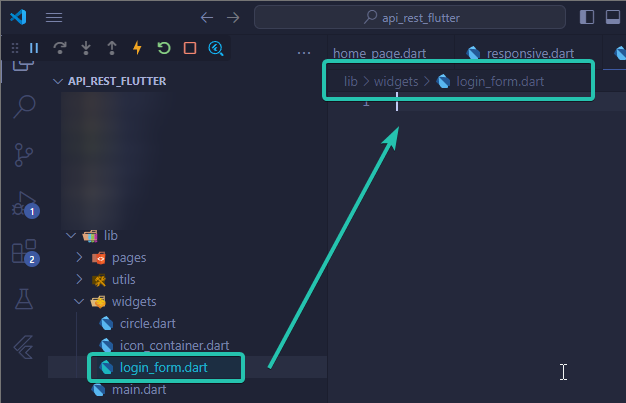 api_rest_flutter
home_page.dart
responsive.dart
API_REST_FLUTTER
lib > widgets > login_form.dart
1
lib
pages
utils
widgets
circle.dart
icon_container.dart
login_form.dart
main.dart
1
2